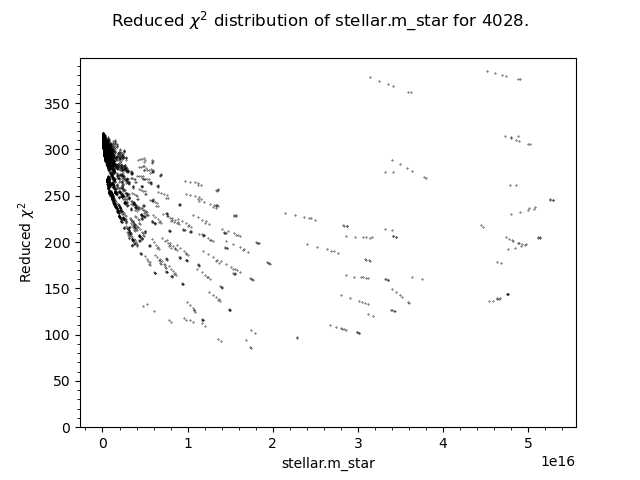 Reduced χ² distribution of stellar.m_star for 4028.
Reduced χ²
350
300
250
200
150
100
50
0
0 1 2 3 4 5
1e16
stellar.m_star